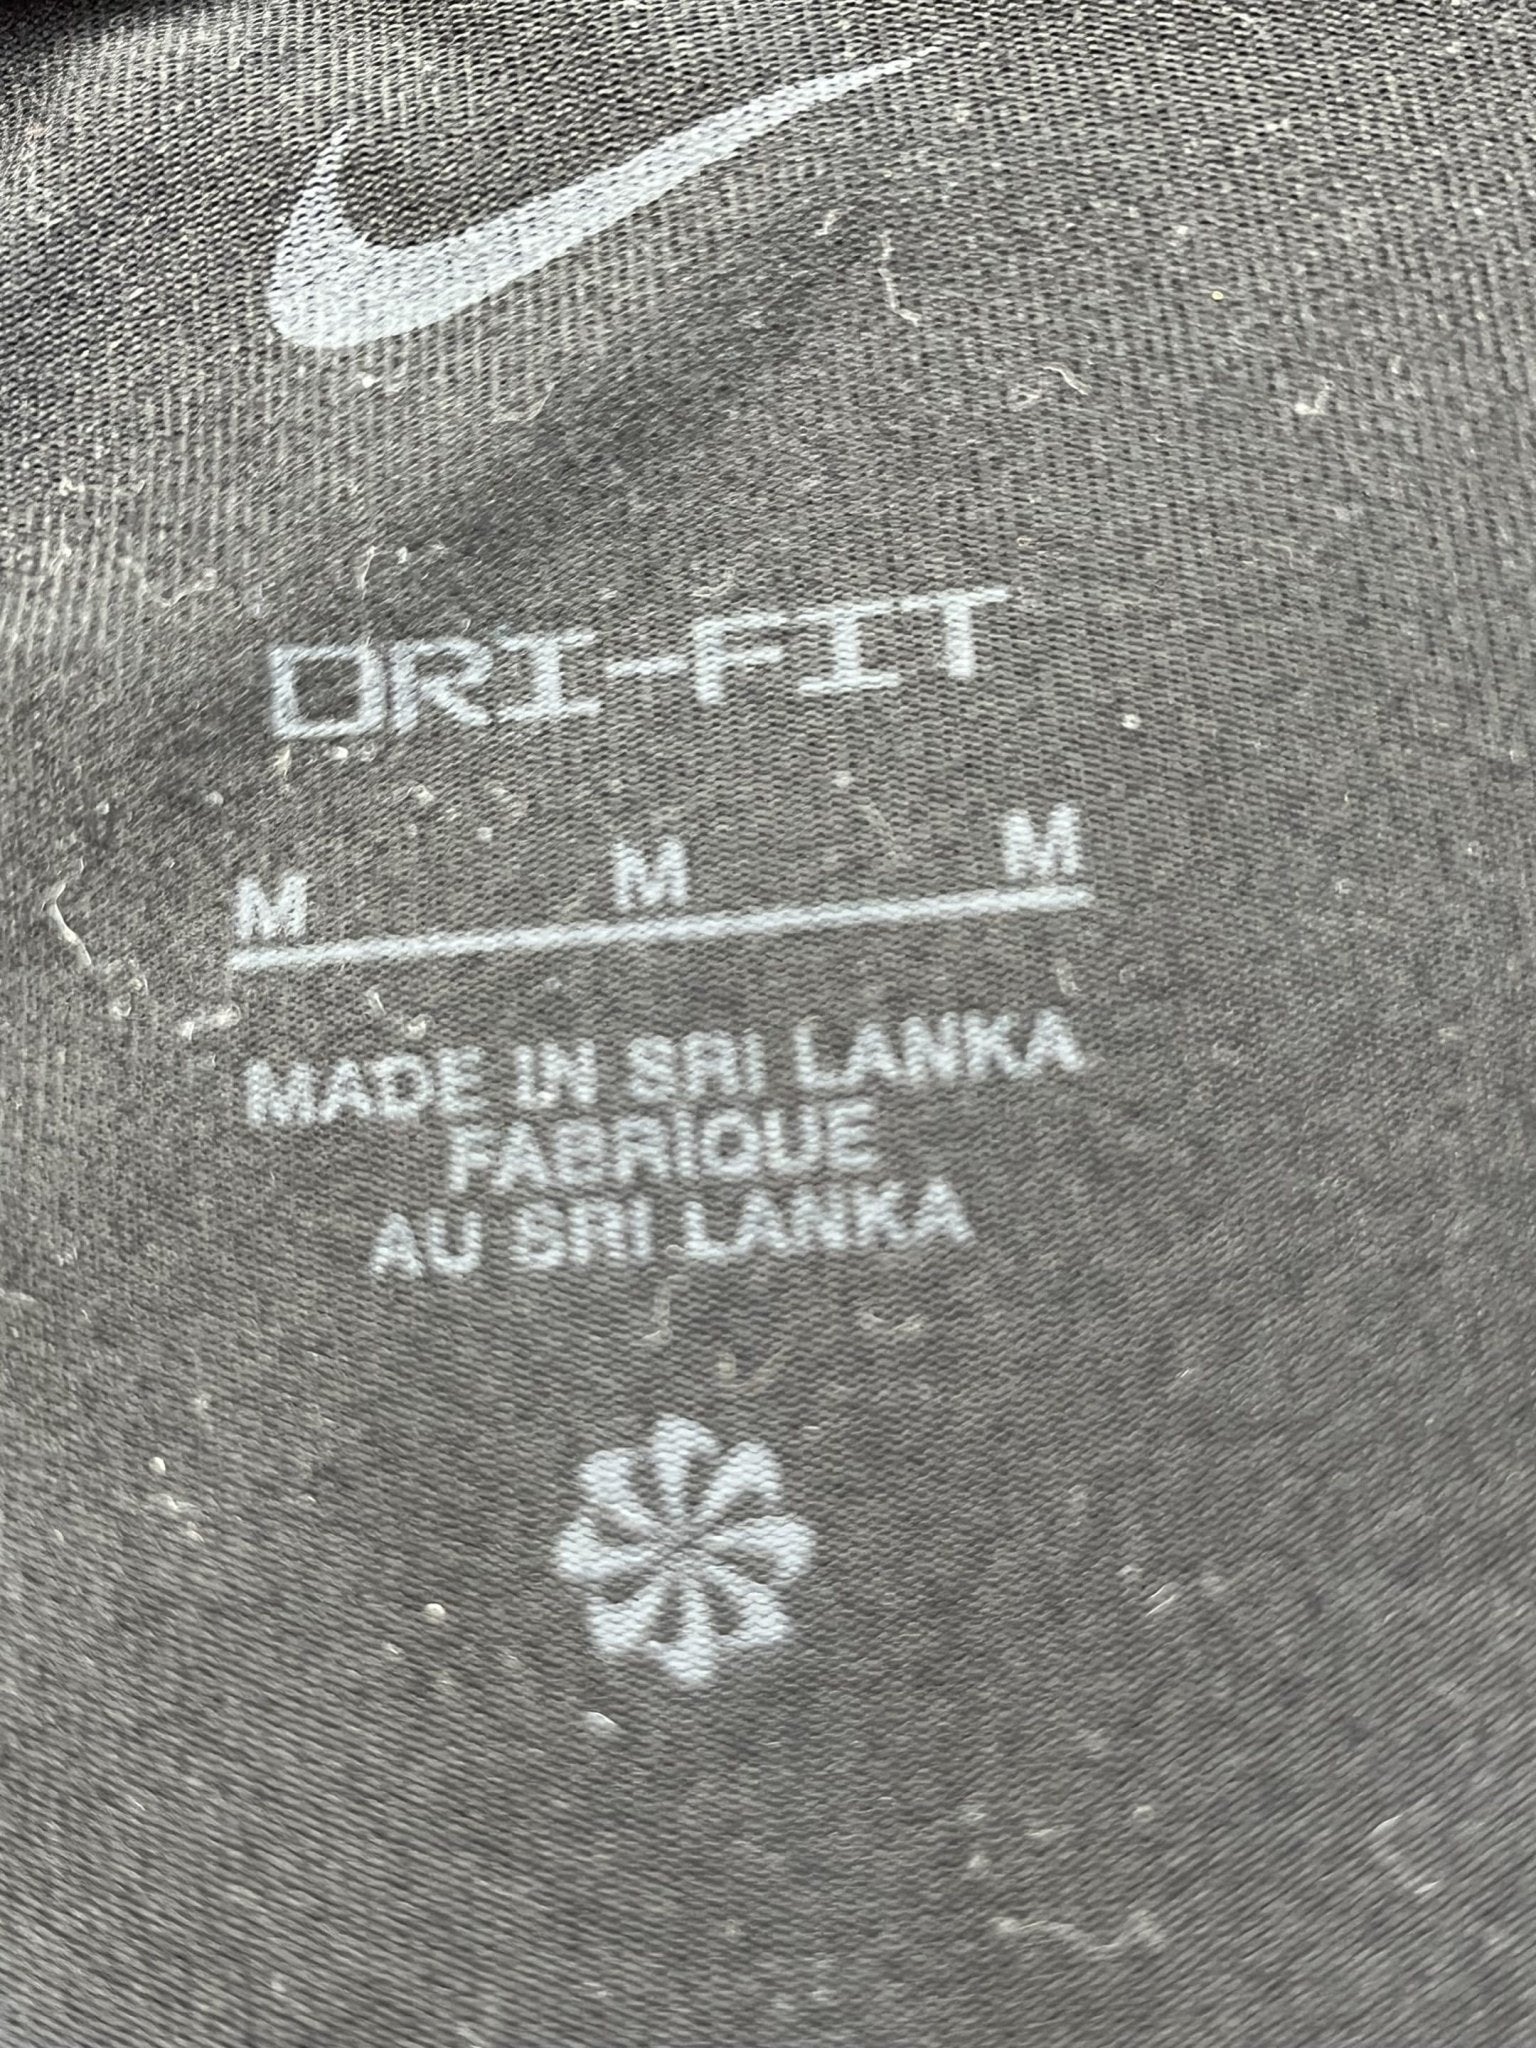 DRI-FIT
M M M
MADE IN SRI LANKA
FABRIQUE
AU SRI LANKA